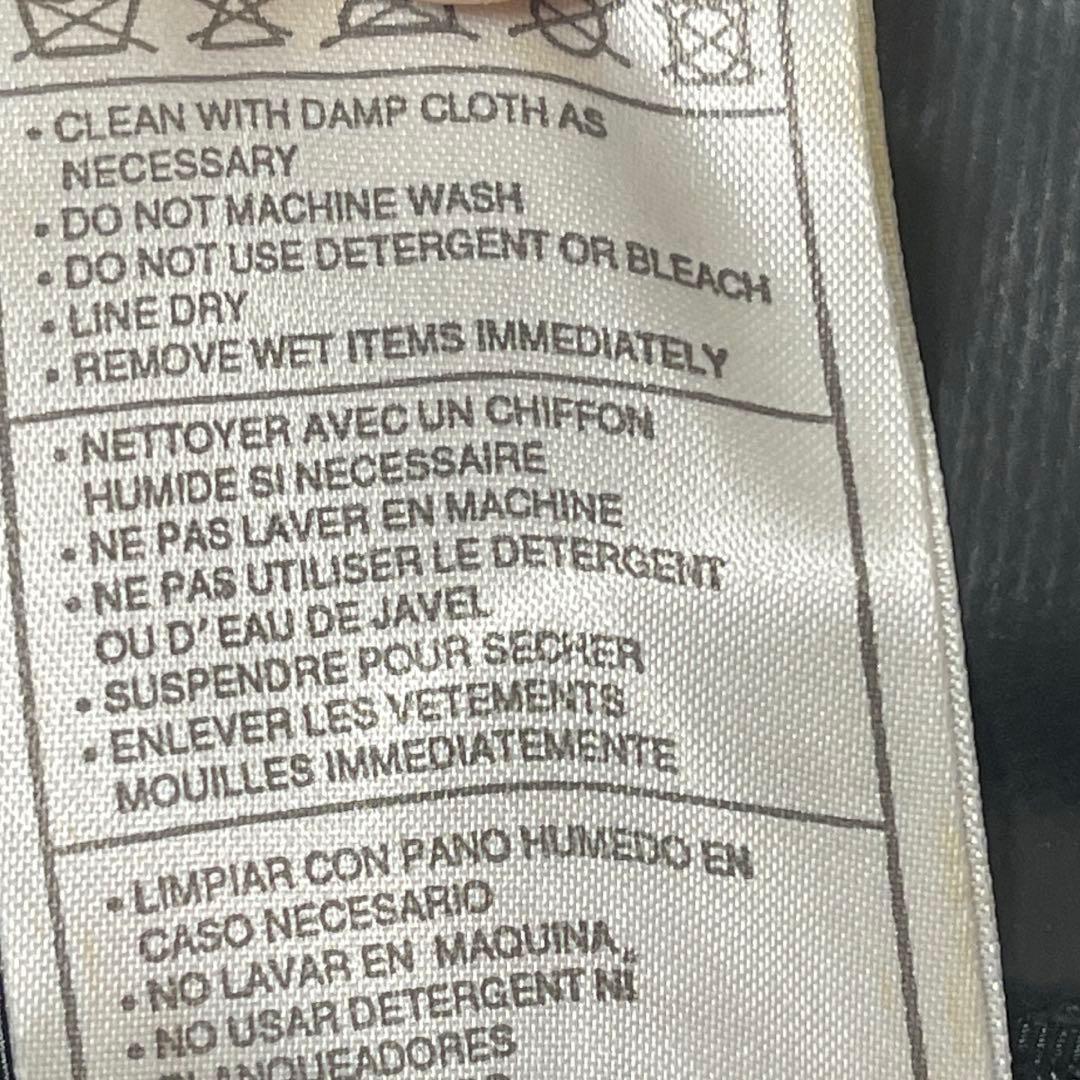 • CLEAN WITH DAMP CLOTH AS
NECESSARY
• DO NOT MACHINE WASH
• DO NOT USE DETERGENT OR BLEACH
• LINE DRY
• REMOVE WET ITEMS IMMEDIATELY
• NETTOYER AVEC UN CHIFFON
HUMIDE SI NECESSAIRE
• NE PAS LAVER EN MACHINE
• NE PAS UTILISER LE DETERGENT
OU D'EAU DE JAVEL
• SUSPENDRE POUR SECHER
• ENLEVER LES VETEMENTS
MOUILLES IMMEDIATEMENTE
• LIMPIAR CON PANO HUMEDO EN
CASO NECESARIO
• NO LAVAR EN MAQUINA,
• NO USAR DETERGENT NI
BLANQUEADORES